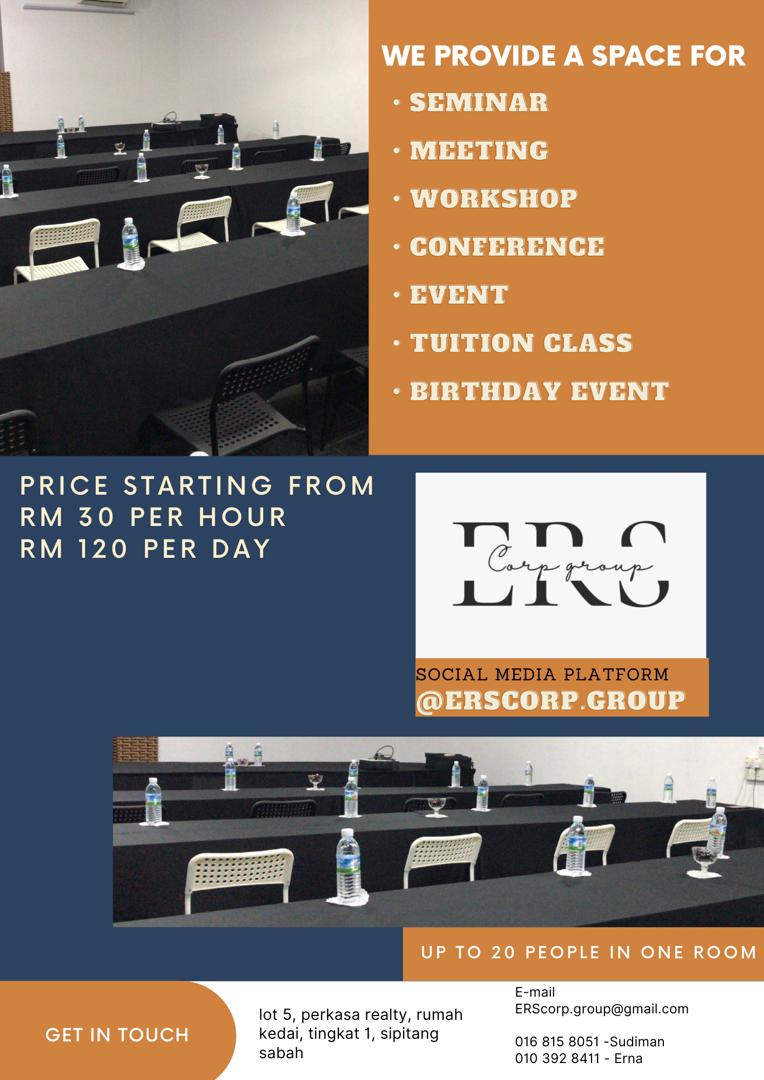 WE PROVIDE A SPACE FOR
• SEMINAR
• MEETING
• WORKSHOP
• CONFERENCE
• EVENT
• TUITION CLASS
• BIRTHDAY EVENT
PRICE STARTING FROM
RM 30 PER HOUR
RM 120 PER DAY
ERS
Corp group
SOCIAL MEDIA PLATFORM
@ERSCORP.GROUP
UP TO 20 PEOPLE IN ONE ROOM
GET IN TOUCH
lot 5, perkasa realty, rumah
kedai, tingkat 1, sipitang
sabah
E-mail
ERScorp.group@gmail.com
016 815 8051 -Sudiman
010 392 8411 - Erna